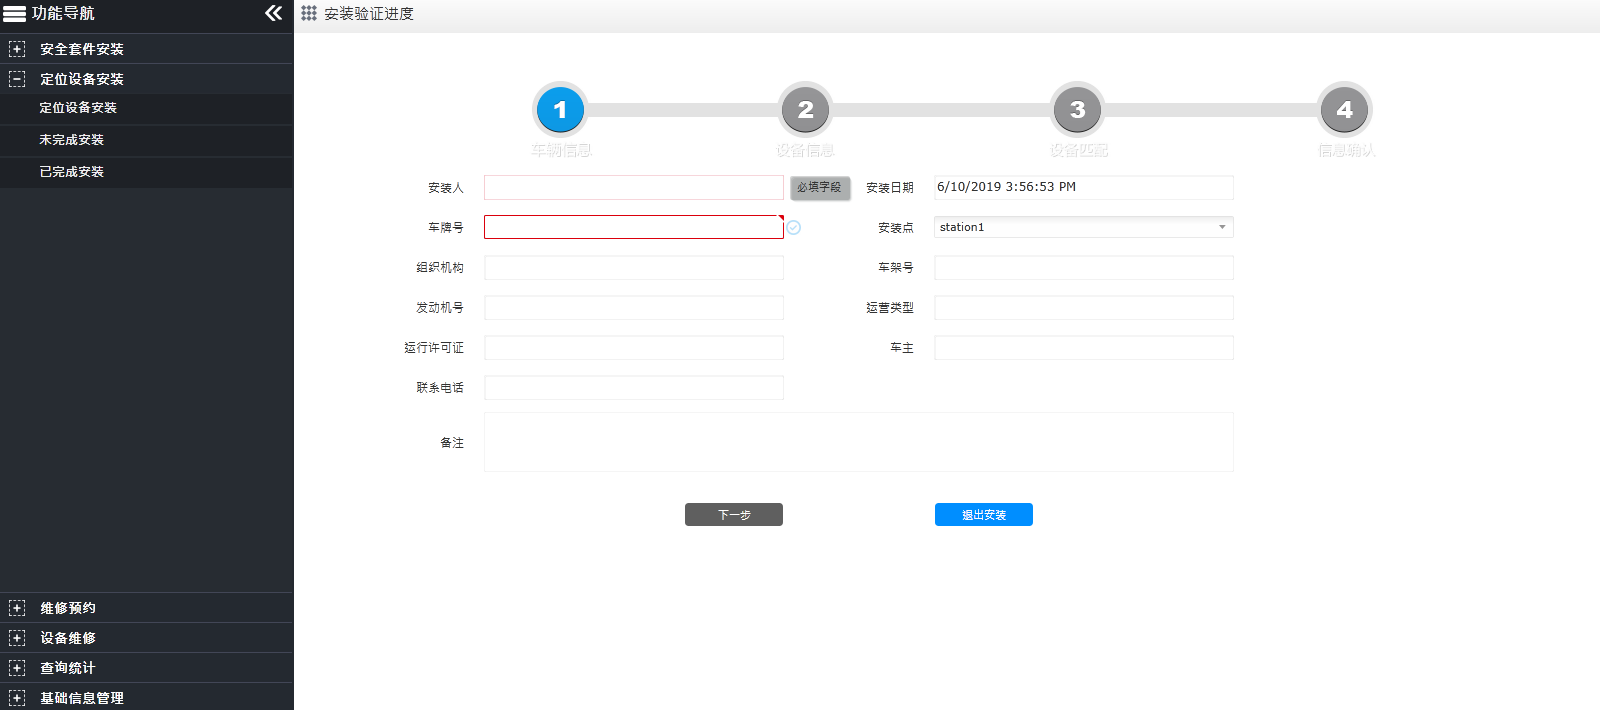 功能导航
安全套件安装
定位设备安装
定位设备安装
未完成安装
已完成安装
维修预约
设备维修
查询统计
基础信息管理
安装验证进度
1 2 3 4
车辆信息 设备信息 设备匹配 信息确认
安装人 必填字段 安装日期 6/10/2019 3:56:53 PM
车牌号 安装点 station1
组织机构 车架号
发动机号 运营类型
运行许可证 车主
联系电话
备注
下一步 退出安装